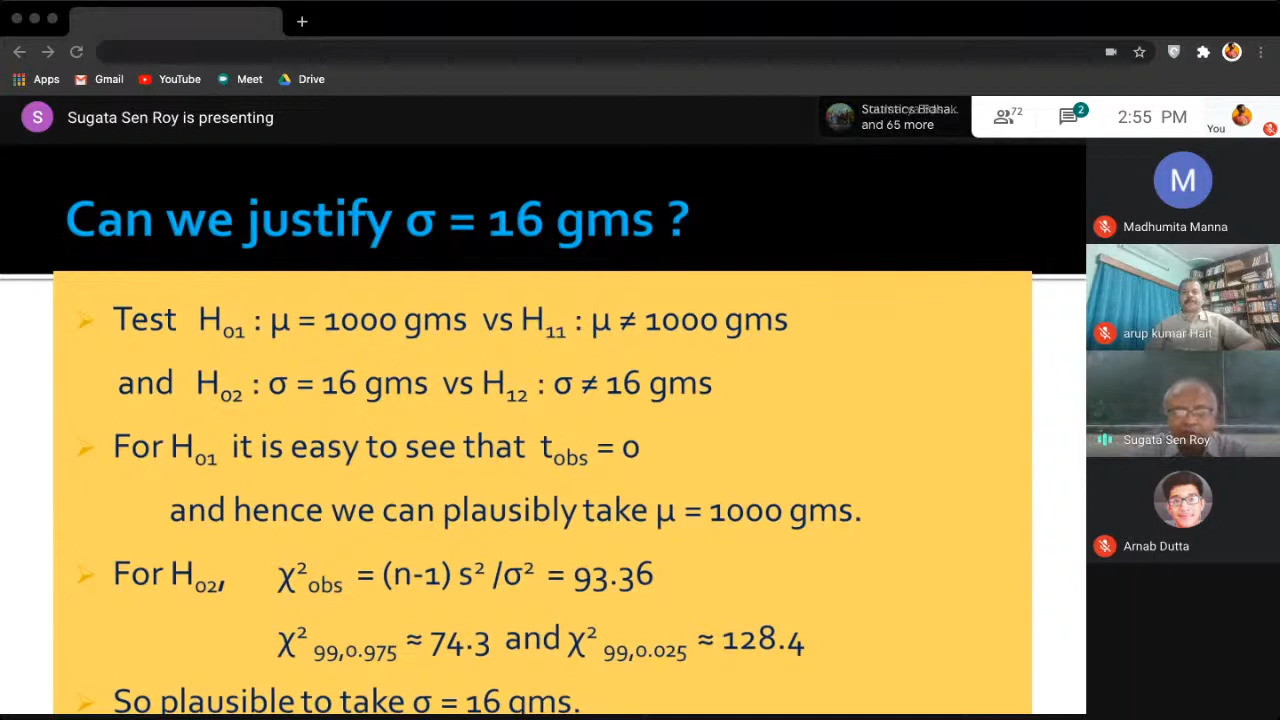 Apps Gmail YouTube Meet Drive
S Sugata Sen Roy is presenting
and 65 more
72 2 2:55 PM
You
Can we justify σ = 16 gms ?
Test H₀₁ : μ = 1000 gms vs H₁₁ : μ ≠ 1000 gms
and H₀₂ : σ = 16 gms vs H₁₂ : σ ≠ 16 gms
For H₀₁ it is easy to see that t_obs = 0
and hence we can plausibly take μ = 1000 gms.
For H₀₂, χ²_obs = (n-1) s² /σ² = 93.36
χ²_99,0.975 ≈ 74.3 and χ²_99,0.025 ≈ 128.4
So plausible to take σ = 16 gms.
M
Madhumita Manna
arup kumar Hait
Sugata Sen Roy
Arnab Dutta